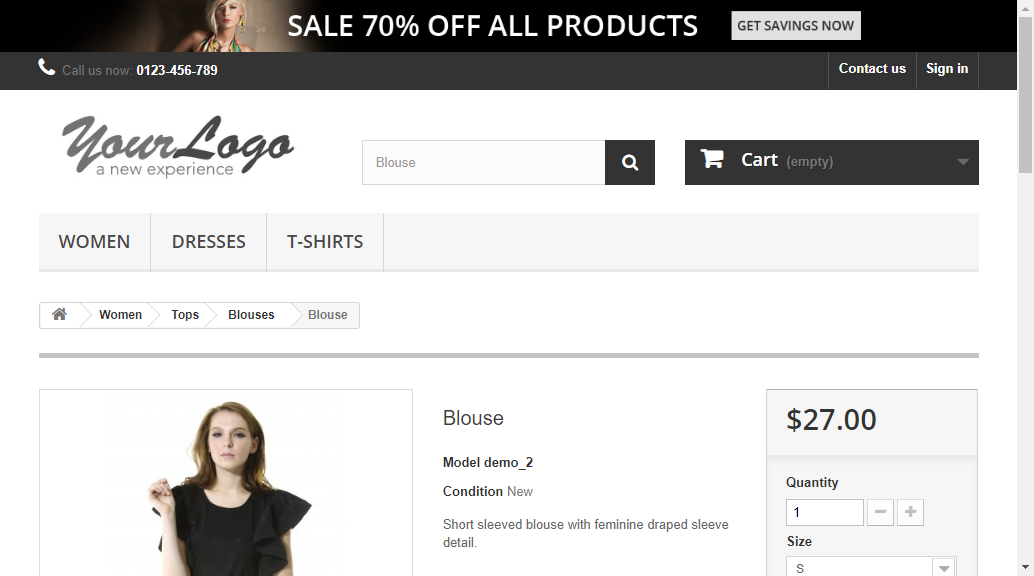 SALE 70% OFF ALL PRODUCTS
GET SAVINGS NOW
Call us now: 0123-456-789
Contact us
Sign in
YourLogo
a new experience
Blouse
Cart (empty)
WOMEN
DRESSES
T-SHIRTS
Women
Tops
Blouses
Blouse
Blouse
Model demo_2
Condition New
Short sleeved blouse with feminine draped sleeve
detail.
$27.00
Quantity
1
Size
S